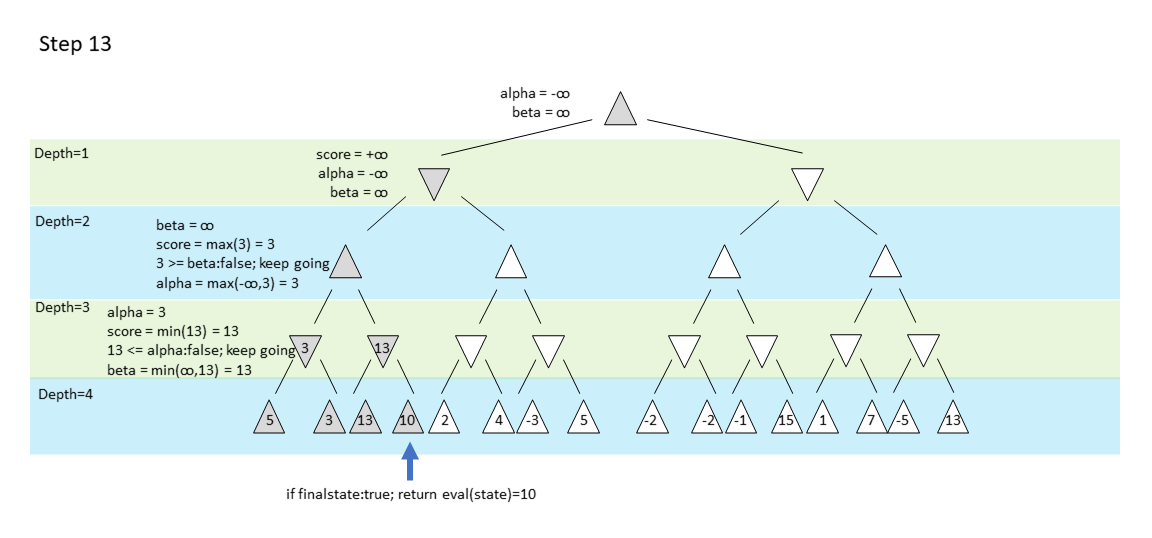 Step 13
alpha = -∞
beta = ∞
Depth=1
score = +∞
alpha = -∞
beta = ∞
Depth=2
beta = ∞
score = max(3) = 3
3 >= beta:false; keep going
alpha = max(-∞,3) = 3
Depth=3
alpha = 3
score = min(13) = 13
13 <= alpha:false; keep going
beta = min(∞,13) = 13
3 13
Depth=4
5 3 13 10 2 4 -3 5 -2 -2 -1 15 1 7 -5 13
if finalstate:true; return eval(state)=10